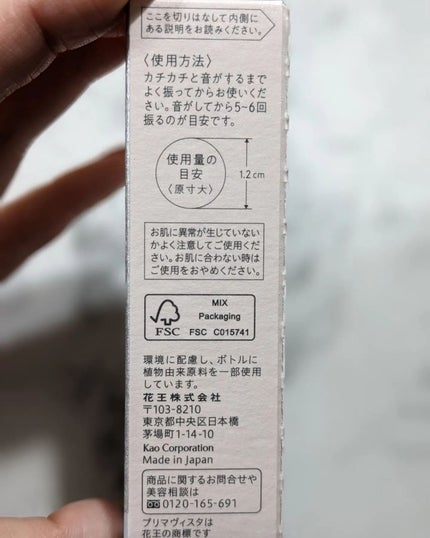 ここを切りはなして内側に
ある説明をお読みください。
〈使用方法〉
カチカチと音がするまで
よく振ってからお使いくだ
さい。音がしてから5~6回
振るのが目安です。
使用量の
目安
〈原寸大〉
1.2cm
お肌に異常が生じていない
かよく注意してご使用くだ
さい。お肌に合わない時は
ご使用をおやめください。
FSC
MIX
Packaging
FSC C015741
環境に配慮し、ボトルに
植物由来原料を一部使用
しています。
花王株式会社
〒103-8210
東京都中央区日本橋
茅場町1-14-10
Kao Corporation
Made in Japan
商品に関するお問合せや
美容相談は
0120-165-691
プリマヴィスタは
花王の商標です